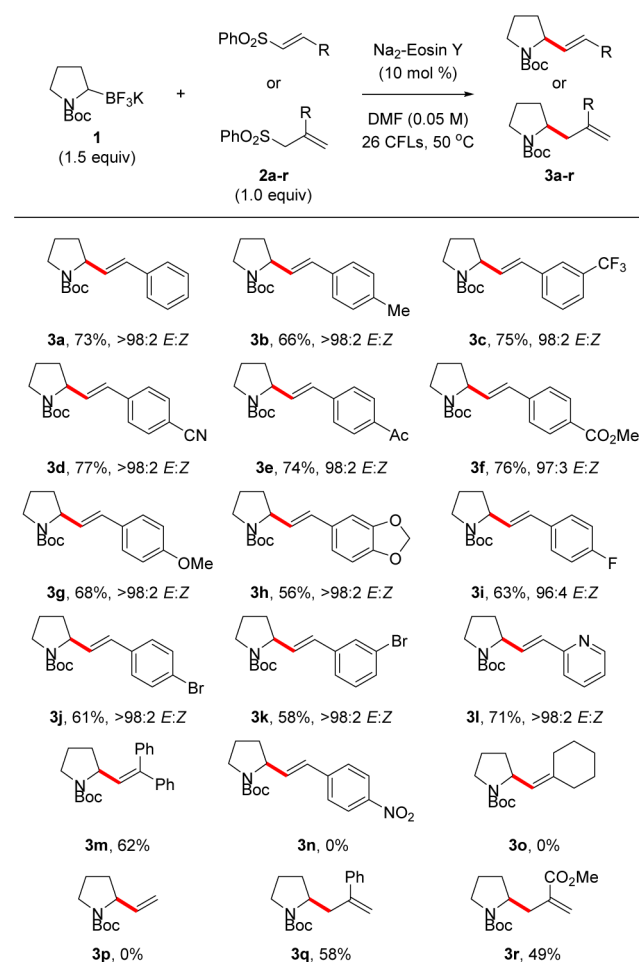 PhO2S R
or
R
PhO2S
2a-r
(1.0 equiv)
N BF3K
Boc
1
(1.5 equiv)
+
Na2-Eosin Y
(10 mol %)
DMF (0.05 M)
26 CFLs, 50 °C
N R
Boc
or
R
N
Boc
3a-r
N
Boc
3a, 73%, >98:2 E:Z
N
Boc
Me
3b, 66%, >98:2 E:Z
N
Boc
CF3
3c, 75%, 98:2 E:Z
N
Boc
CN
3d, 77%, >98:2 E:Z
N
Boc
Ac
3e, 74%, 98:2 E:Z
N
Boc
CO2Me
3f, 76%, 97:3 E:Z
N
Boc
OMe
3g, 68%, >98:2 E:Z
N
Boc
O
O
3h, 56%, >98:2 E:Z
N
Boc
F
3i, 63%, 96:4 E:Z
N
Boc
Br
3j, 61%, >98:2 E:Z
N
Boc
Br
3k, 58%, >98:2 E:Z
N
Boc
N
3l, 71%, >98:2 E:Z
Ph
N Ph
Boc
3m, 62%
N
Boc
NO2
3n, 0%
N
Boc
3o, 0%
N
Boc
3p, 0%
Ph
N
Boc
3q, 58%
CO2Me
N
Boc
3r, 49%